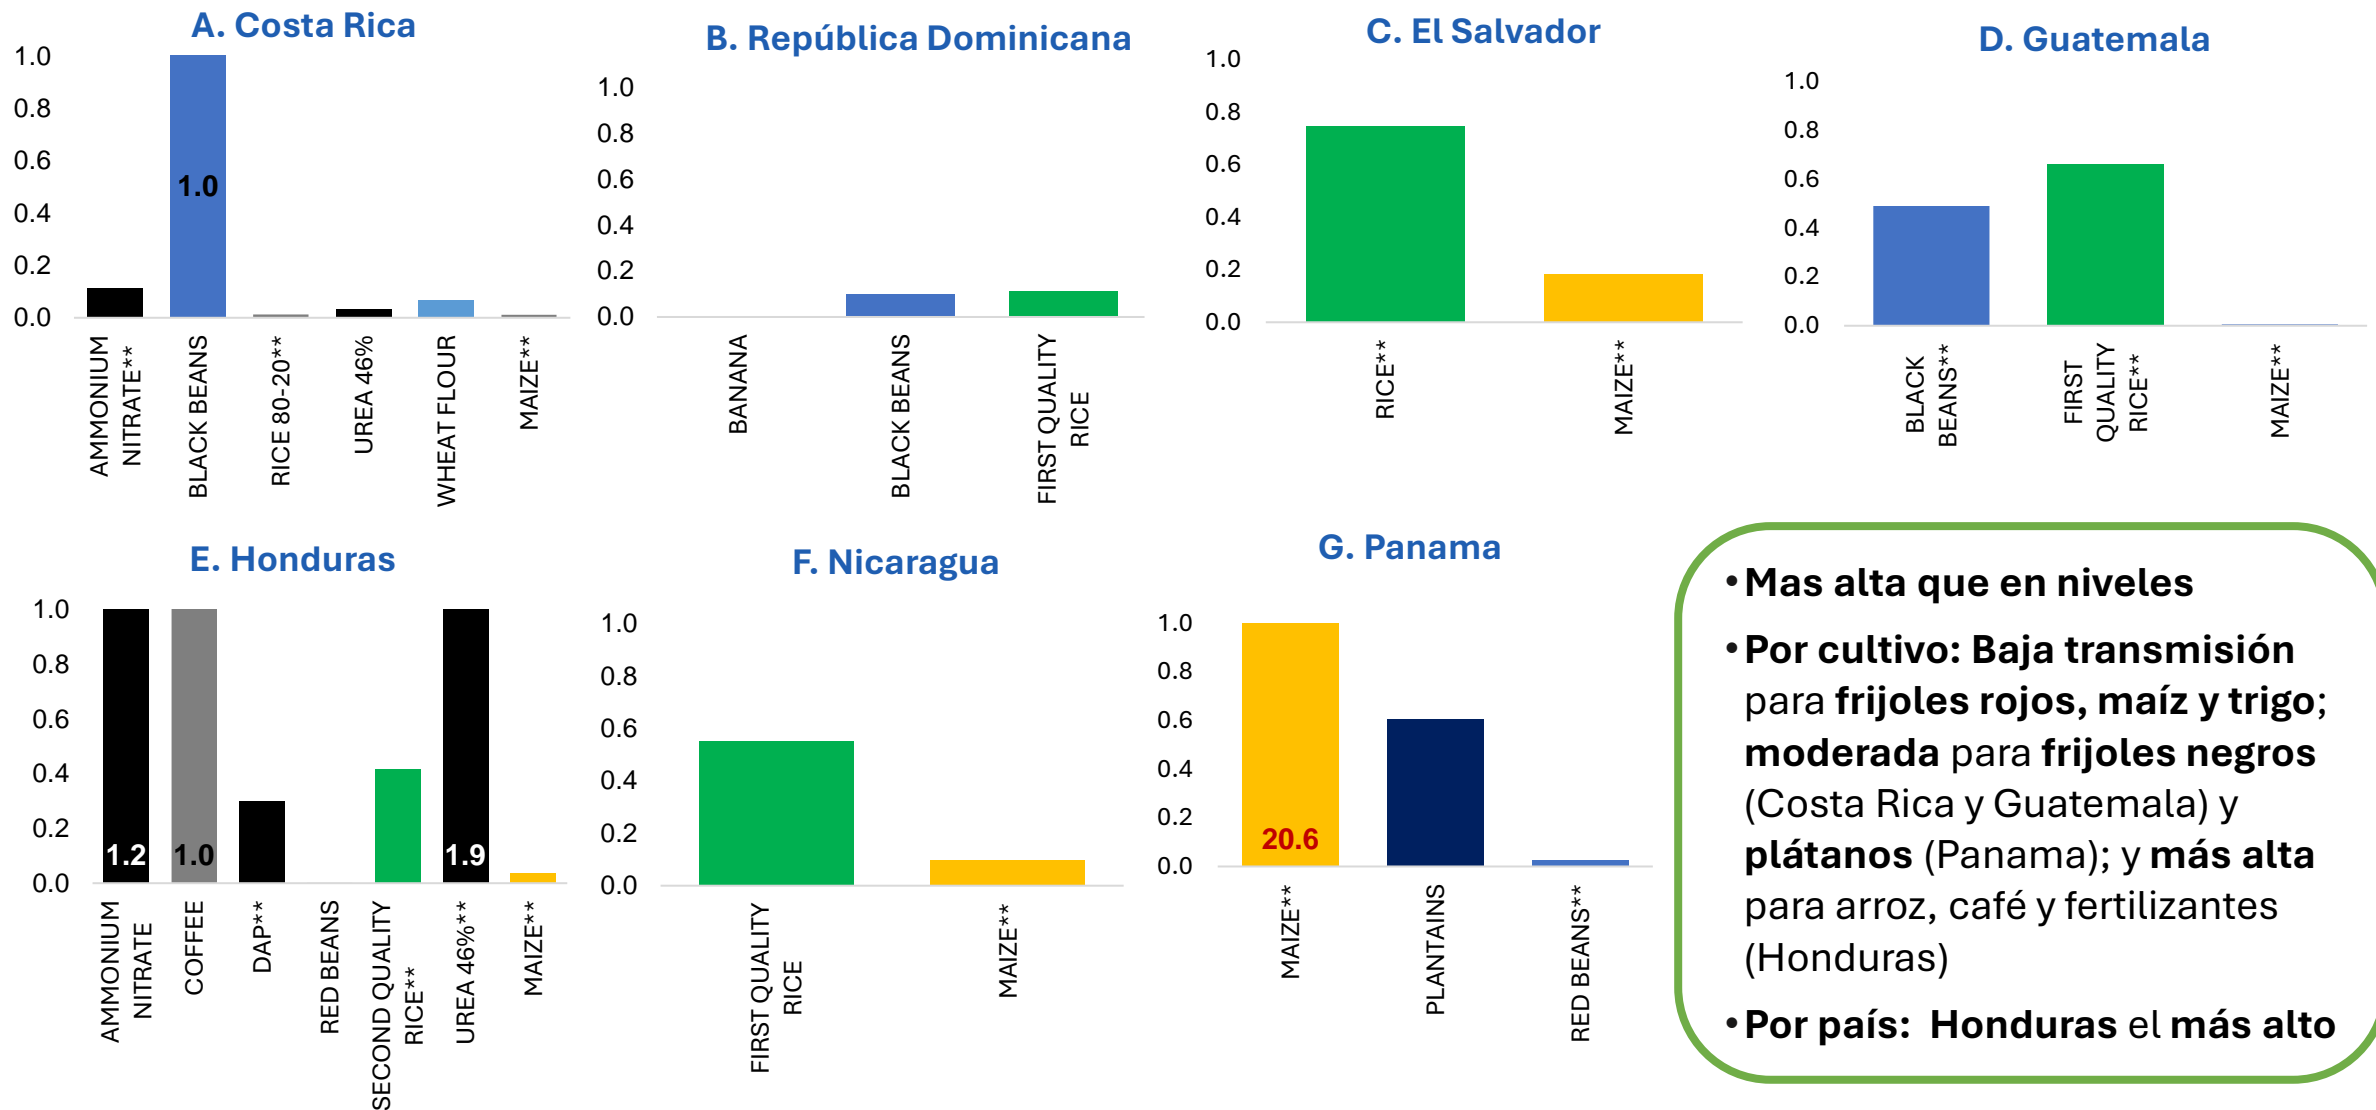 A. Costa Rica
1.0
0.8
0.6
0.4
0.2
0.0
1.0
AMMONIUM
NITRATE**
BLACK BEANS
RICE 80-20**
UREA 46%
WHEAT FLOUR
MAIZE**
B. República Dominicana
1.0
0.8
0.6
0.4
0.2
0.0
BANANA
BLACK BEANS
FIRST QUALITY
RICE
C. El Salvador
1.0
0.8
0.6
0.4
0.2
0.0
RICE**
MAIZE**
D. Guatemala
1.0
0.8
0.6
0.4
0.2
0.0
BLACK
BEANS**
FIRST
QUALITY
RICE**
MAIZE**
E. Honduras
1.0
0.8
0.6
0.4
0.2
0.0
1.2
1.0
1.9
AMMONIUM
NITRATE
COFFEE
DAP**
RED BEANS
SECOND QUALITY
RICE**
UREA 46%**
MAIZE**
F. Nicaragua
1.0
0.8
0.6
0.4
0.2
0.0
FIRST QUALITY
RICE
MAIZE**
G. Panama
1.0
0.8
0.6
0.4
0.2
0.0
20.6
MAIZE**
PLANTAINS
RED BEANS**
•Mas alta que en niveles
•Por cultivo: Baja transmisión
para frijoles rojos, maíz y trigo;
moderada para frijoles negros
(Costa Rica y Guatemala) y
plátanos (Panama); y más alta
para arroz, café y fertilizantes
(Honduras)
•Por país: Honduras el más alto